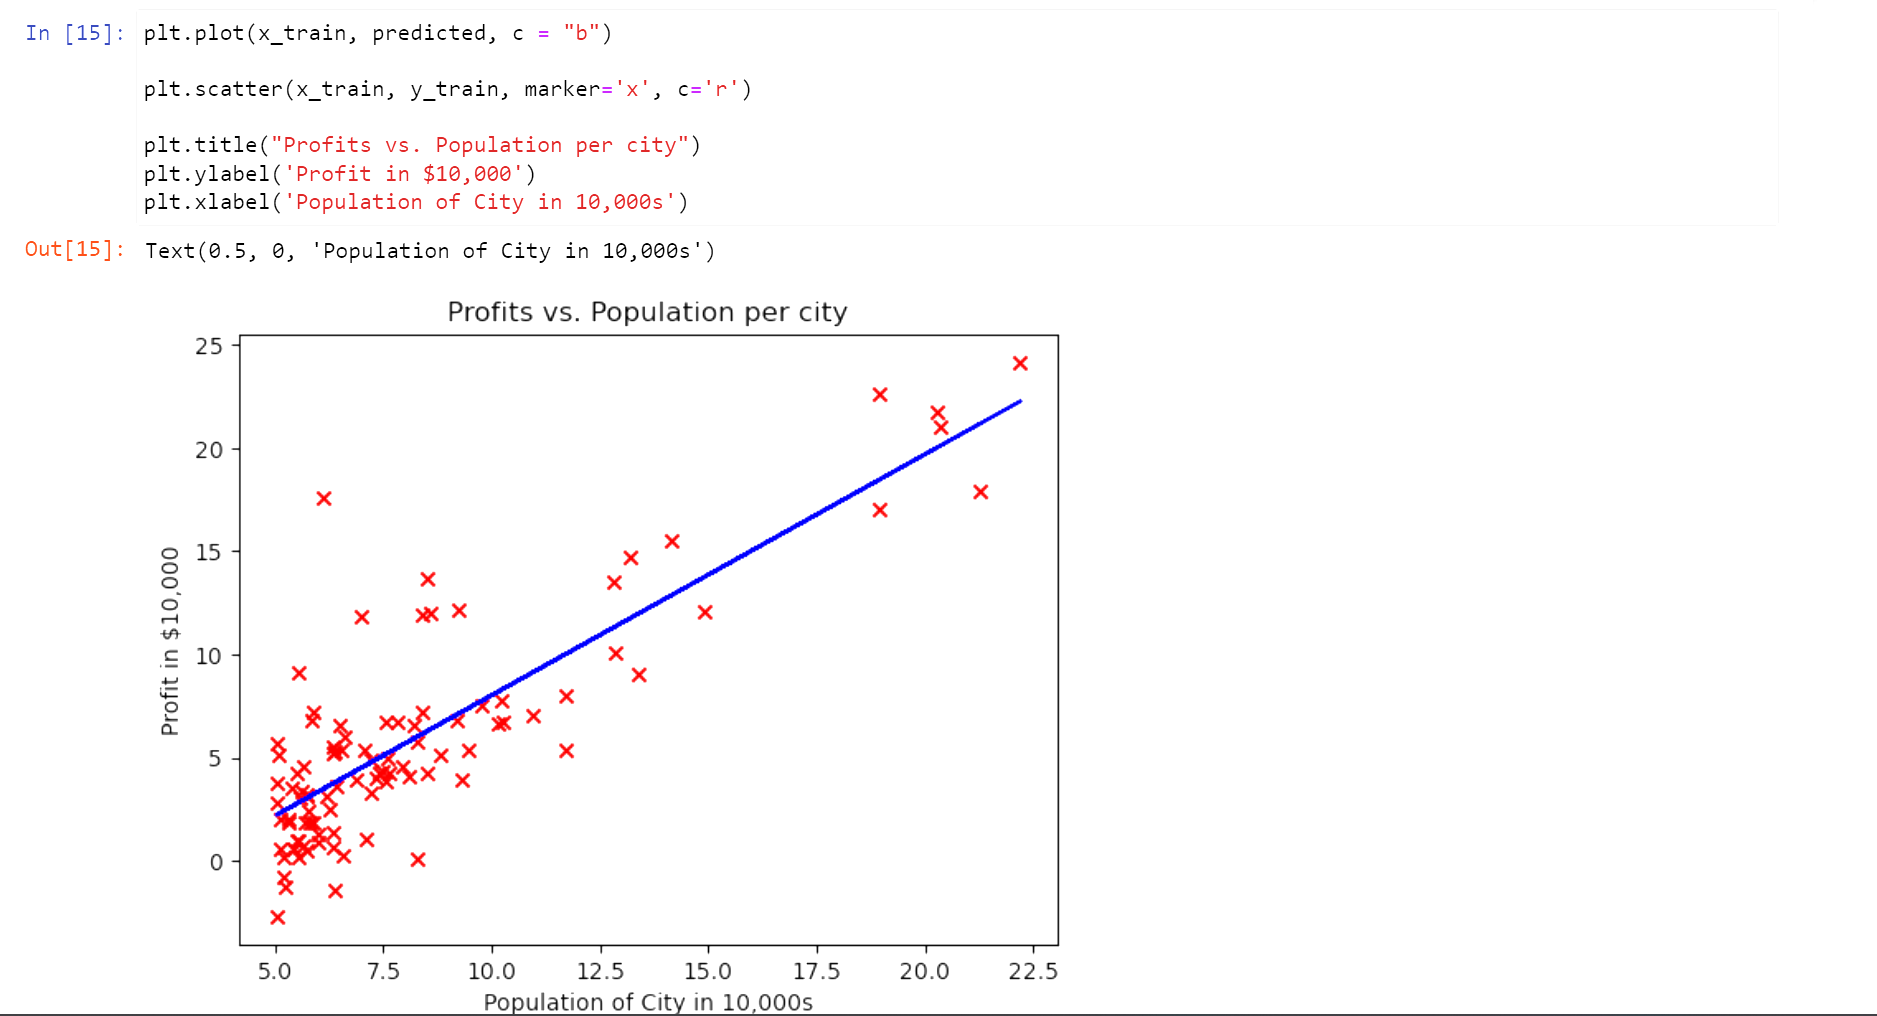 In [15]: plt.plot(x_train, predicted, c = "b")
plt.scatter(x_train, y_train, marker='x', c='r')
plt.title("Profits vs. Population per city")
plt.ylabel('Profit in $10,000')
plt.xlabel('Population of City in 10,000s')
Out[15]: Text(0.5, 0, 'Population of City in 10,000s')
Profits vs. Population per city
25
20
15
10
5
0
Profit in $10,000
5.0 7.5 10.0 12.5 15.0 17.5 20.0 22.5
Population of City in 10,000s